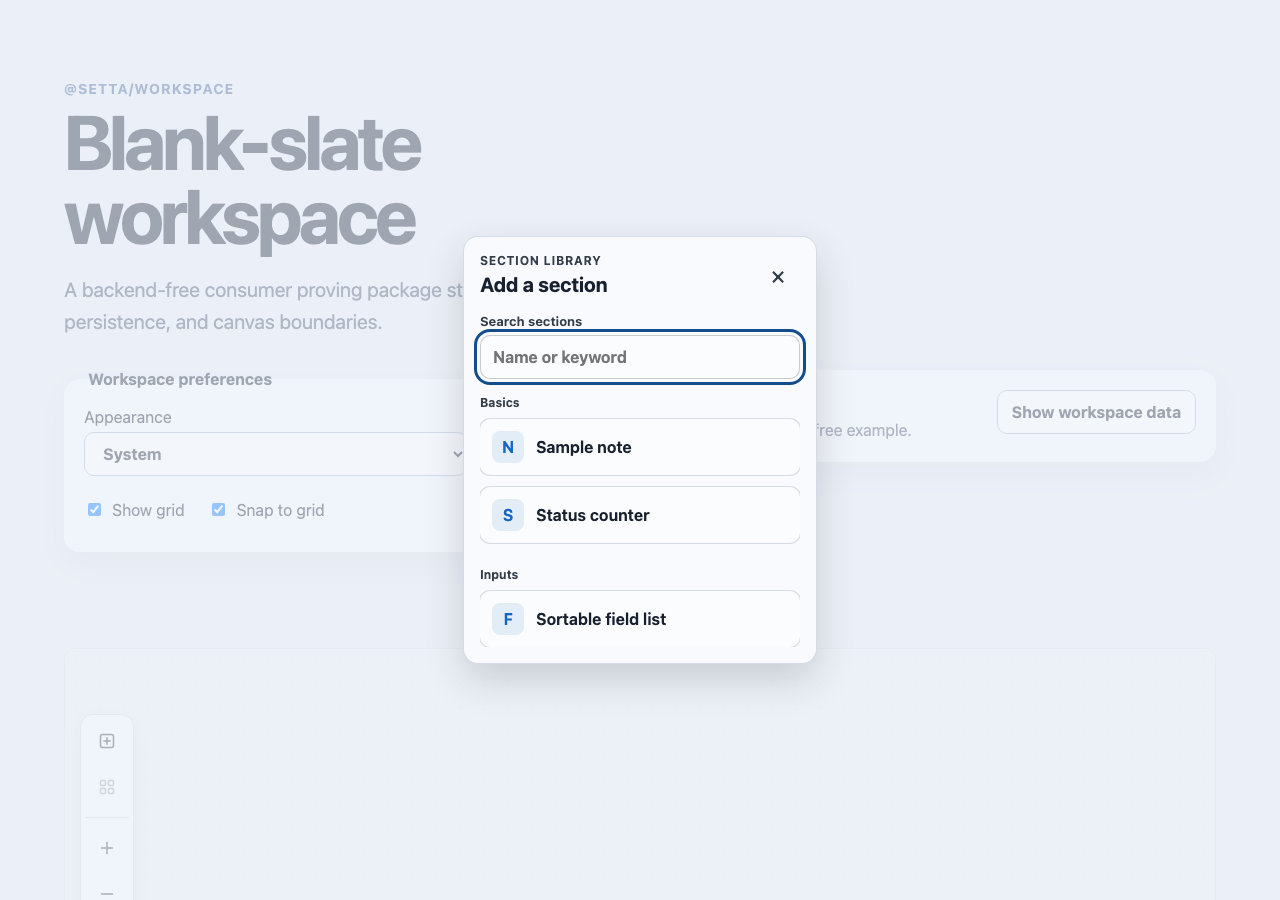 @SETTA/WORKSPACE
Blank-slate
workspace
A backend-free consumer proving package st
persistence, and canvas boundaries.
Workspace preferences
Appearance
System
Show grid
Snap to grid
free example.
Show workspace data
SECTION LIBRARY
Add a section
Search sections
Name or keyword
Basics
N Sample note
S Status counter
Inputs
F Sortable field list